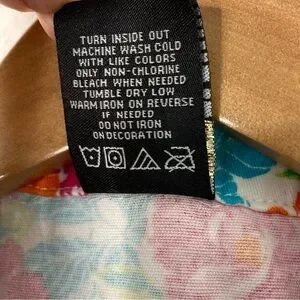 TURN INSIDE OUT
MACHINE WASH COLD
WITH LIKE COLORS
ONLY NON-CHLORINE
BLEACH WHEN NEEDED
TUMBLE DRY LOW
WARM IRON ON REVERSE
IF NEEDED
DO NOT IRON
ON DECORATION